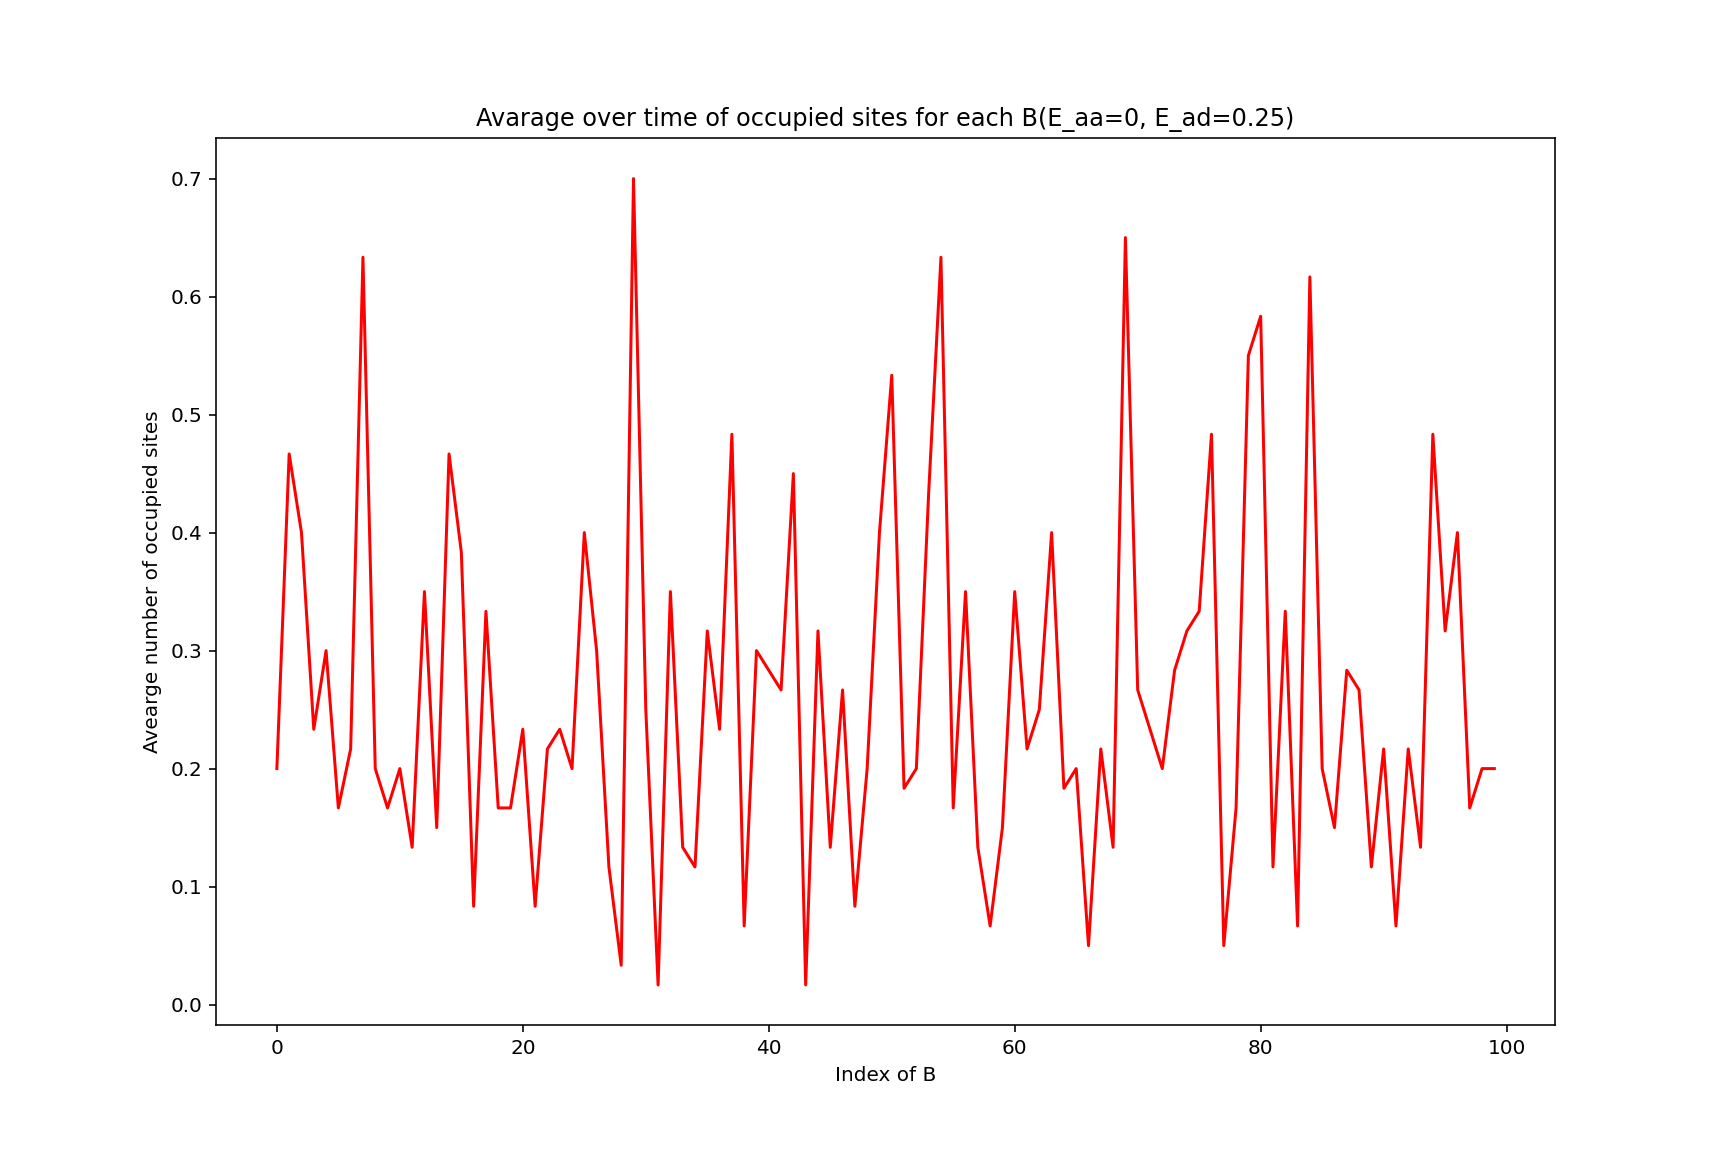 Avarage over time of occupied sites for each B(E_aa=0, E_ad=0.25)
0.7
0.6
0.5
0.4
0.3
0.2
0.1
0.0
Avearge number of occupied sites
0 20 40 60 80 100
Index of B